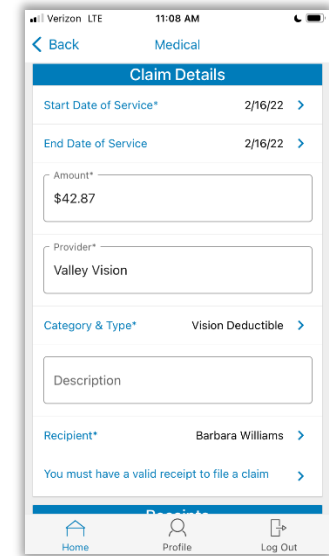 Verizon LTE 11:08 AM
Back Medical
Claim Details
Start Date of Service* 2/16/22
End Date of Service 2/16/22
Amount*
$42.87
Provider*
Valley Vision
Category & Type* Vision Deductible
Description
Recipient* Barbara Williams
You must have a valid receipt to file a claim
Receipts
Home Profile Log Out